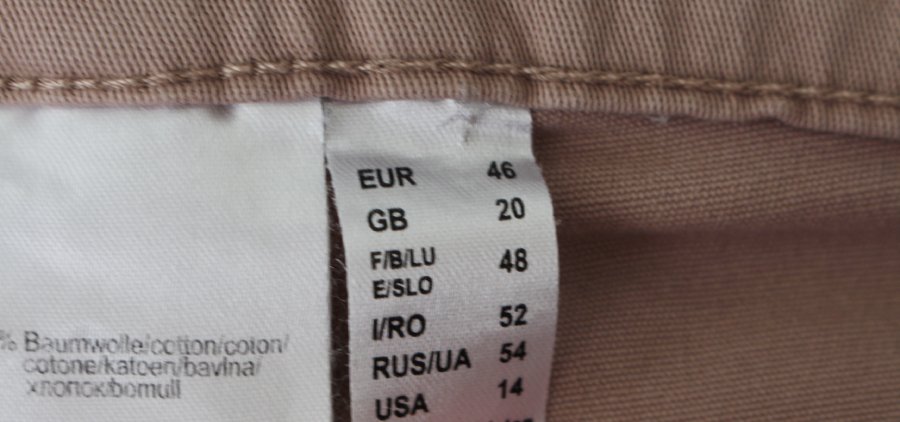 EUR 46
GB 20
F/B/LU 48
E/SLO
I/RO 52
RUS/UA 54
USA 14
% Baumwolle/cotton/coton/
cotone/katoen/bavlna/
хлопок/bomull